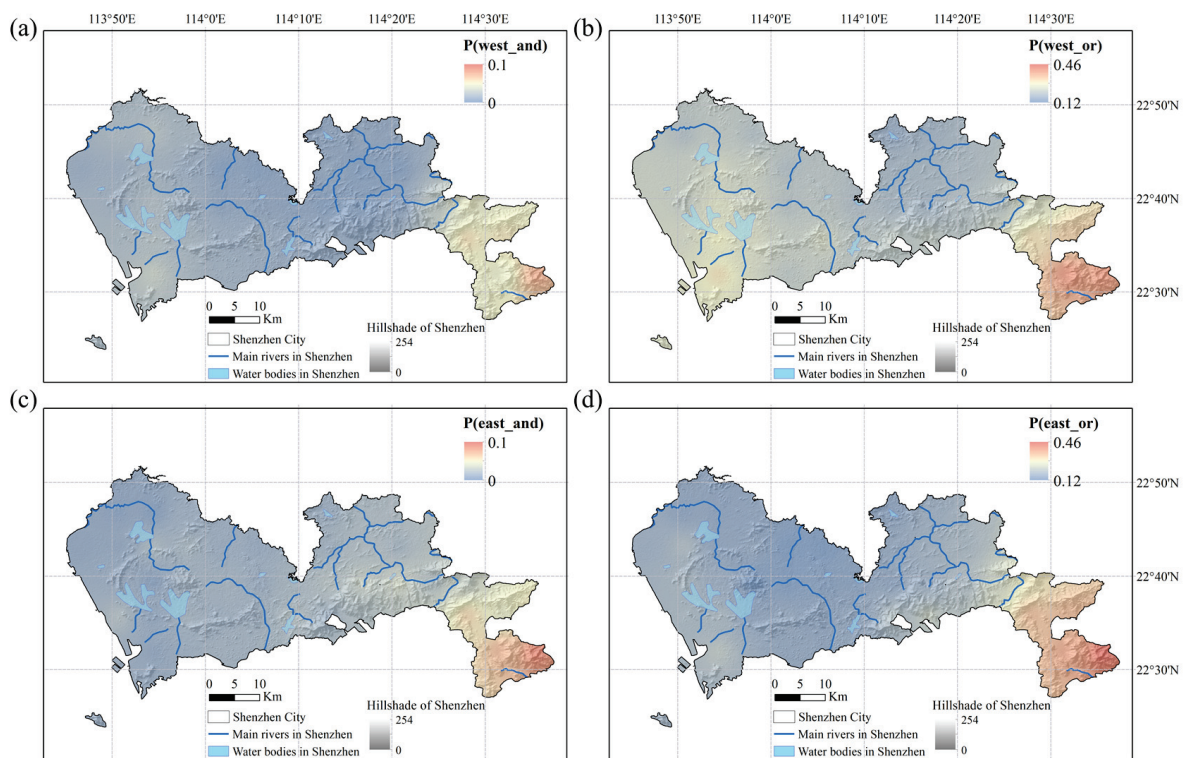 113°50'E 114°0'E 114°10'E 114°20'E 114°30'E 113°50'E 114°0'E 114°10'E 114°20'E 114°30'E
(a)
P(west_and)
0.1
0
0 5 10
Km
Shenzhen City
Main rivers in Shenzhen
Water bodies in Shenzhen
Hillshade of Shenzhen
254
0
(b)
P(west_or)
0.46
0.12
22°50'N
22°40'N
22°30'N
0 5 10
Km
Shenzhen City
Main rivers in Shenzhen
Water bodies in Shenzhen
Hillshade of Shenzhen
254
0
(c)
P(east_and)
0.1
0
0 5 10
Km
Shenzhen City
Main rivers in Shenzhen
Water bodies in Shenzhen
Hillshade of Shenzhen
254
0
(d)
P(east_or)
0.46
0.12
22°50'N
22°40'N
22°30'N
0 5 10
Km
Shenzhen City
Main rivers in Shenzhen
Water bodies in Shenzhen
Hillshade of Shenzhen
254
0